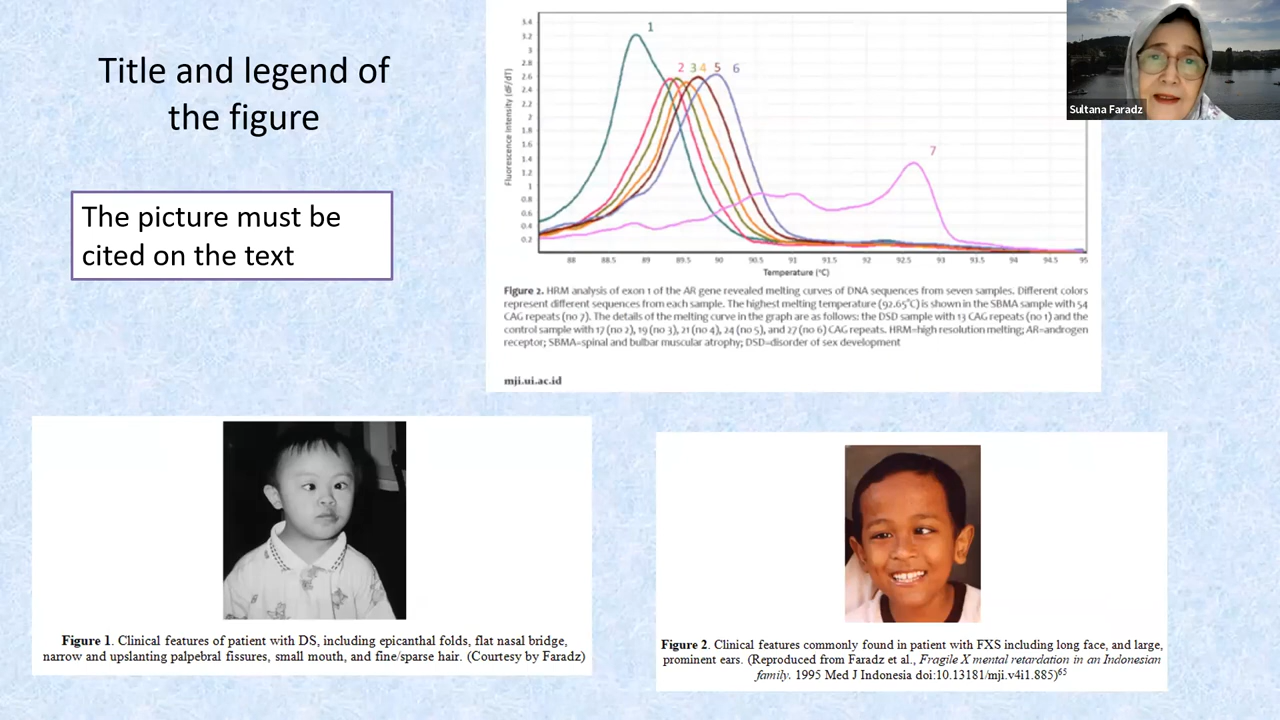 Title and legend of
the figure
The picture must be
cited on the text
Fluorescence Intensity (dF/dT)
3.4
3.2
3
2.8
2.6
2.4
2.2
2
1.8
1.6
1.4
1.2
1
0.8
0.6
0.4
0.2
1
2 3 4 5 6
7
88 88.5 89 89.5 90 90.5 91 91.5 92 92.5 93 93.5 94 94.5 95
Temperature (°C)
Figure 2. HRM analysis of exon 1 of the AR gene revealed melting curves of DNA sequences from seven samples. Different colors
represent different sequences from each sample. The highest melting temperature (92.65°C) is shown in the SBMA sample with 54
CAG repeats (no 7). The details of the melting curve in the graph are as follows: the DSD sample with 13 CAG repeats (no 1) and the
control sample with 17 (no 2), 19 (no 3), 21 (no 4), 24 (no 5), and 27 (no 6) CAG repeats. HRM=high resolution melting; AR=androgen
receptor; SBMA=spinal and bulbar muscular atrophy; DSD=disorder of sex development
mji.ui.ac.id
Sultana Faradz
Figure 1. Clinical features of patient with DS, including epicanthal folds, flat nasal bridge,
narrow and upslanting palpebral fissures, small mouth, and fine/sparse hair. (Courtesy by Faradz)
Figure 2. Clinical features commonly found in patient with FXS including long face, and large,
prominent ears. (Reproduced from Faradz et al., Fragile X mental retardation in an Indonesian
family. 1995 Med J Indonesia doi:10.13181/mji.v4i1.885)65